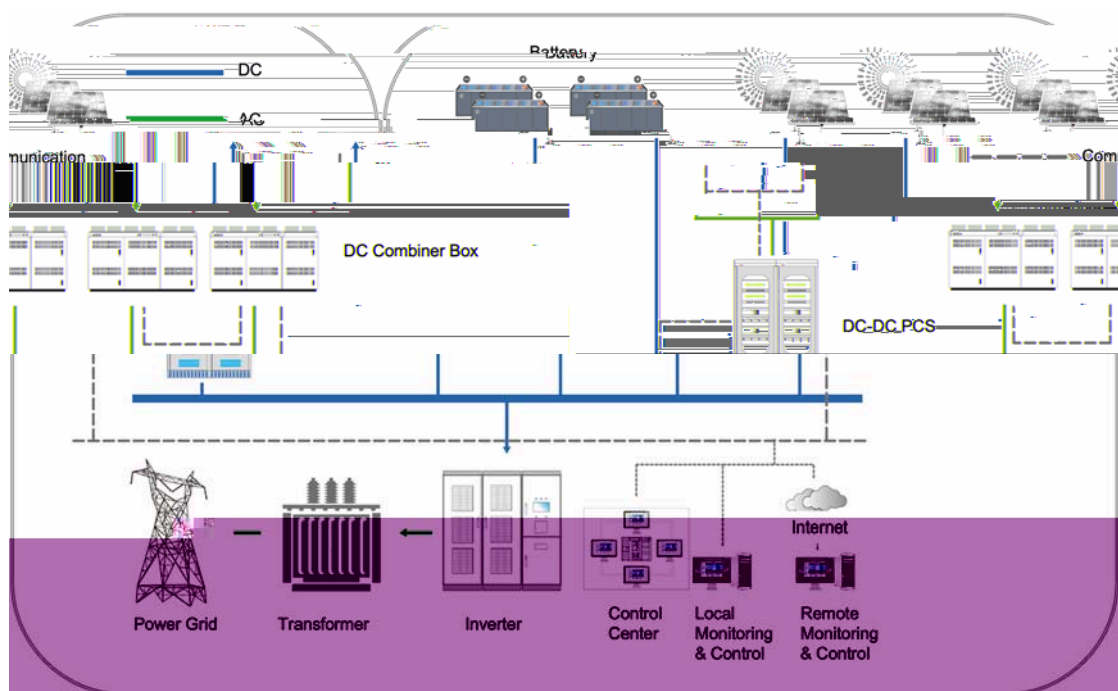 Battery
DC
AC
munication
Com
DC Combiner Box
DC-DC PCS
Internet
Power Grid
Transformer
Inverter
Control
Center
Local
Monitoring
& Control
Remote
Monitoring
& Control